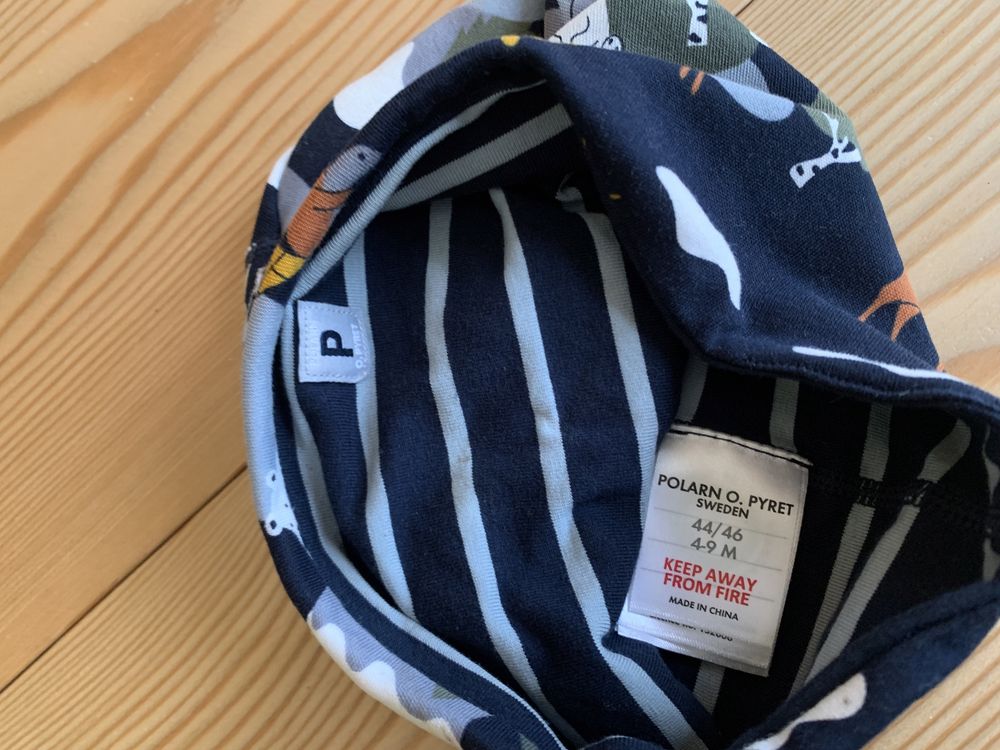 P
POLARN O. PYRET
SWEDEN
44/46
4-9 M
KEEP AWAY
FROM FIRE
MADE IN CHINA